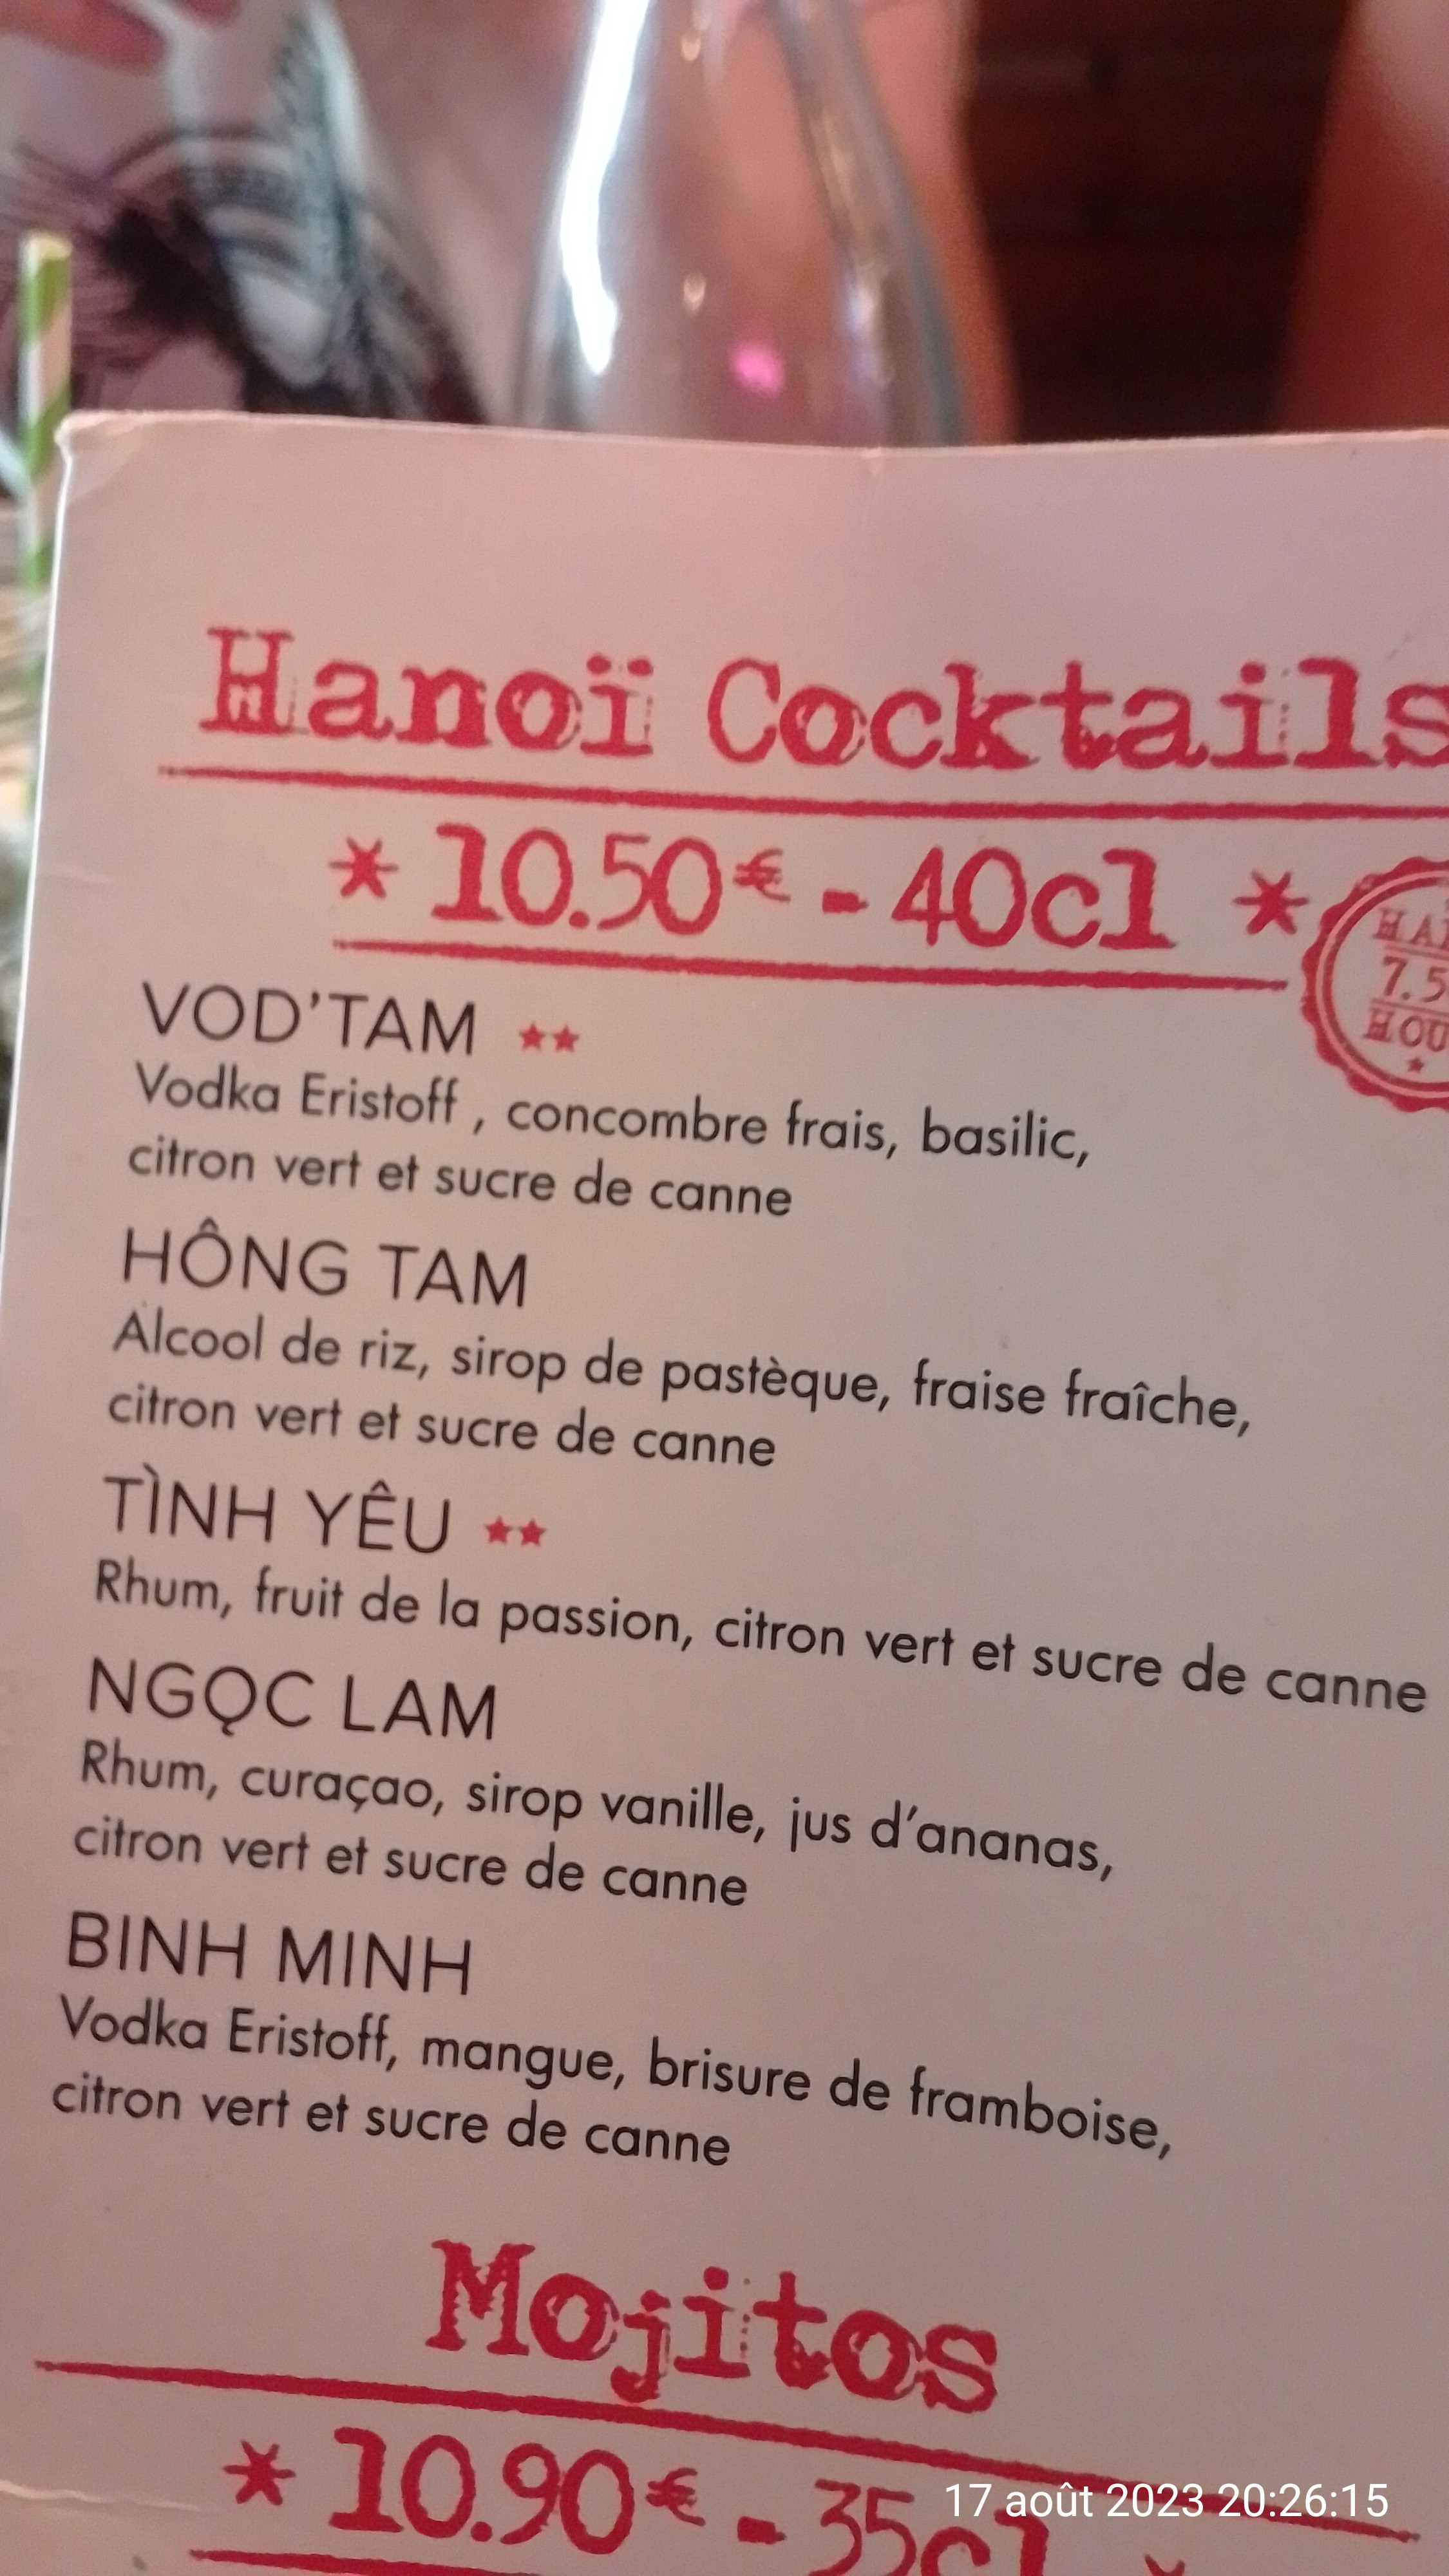 Hanoï Cocktails
* 10.50€ - 40cl *
7.5
VOD'TAM ★★
Vodka Eristoff , concombre frais, basilic,
citron vert et sucre de canne
HÔNG TAM
Alcool de riz, sirop de pastèque, fraise fraîche,
citron vert et sucre de canne
TÌNH YÊU ★★
Rhum, fruit de la passion, citron vert et sucre de canne
NGỌC LAM
Rhum, curaçao, sirop vanille, jus d'ananas,
citron vert et sucre de canne
BINH MINH
Vodka Eristoff, mangue, brisure de framboise,
citron vert et sucre de canne
Mojitos
* 10.90€ - 35cl
17 août 2023 20:26:15